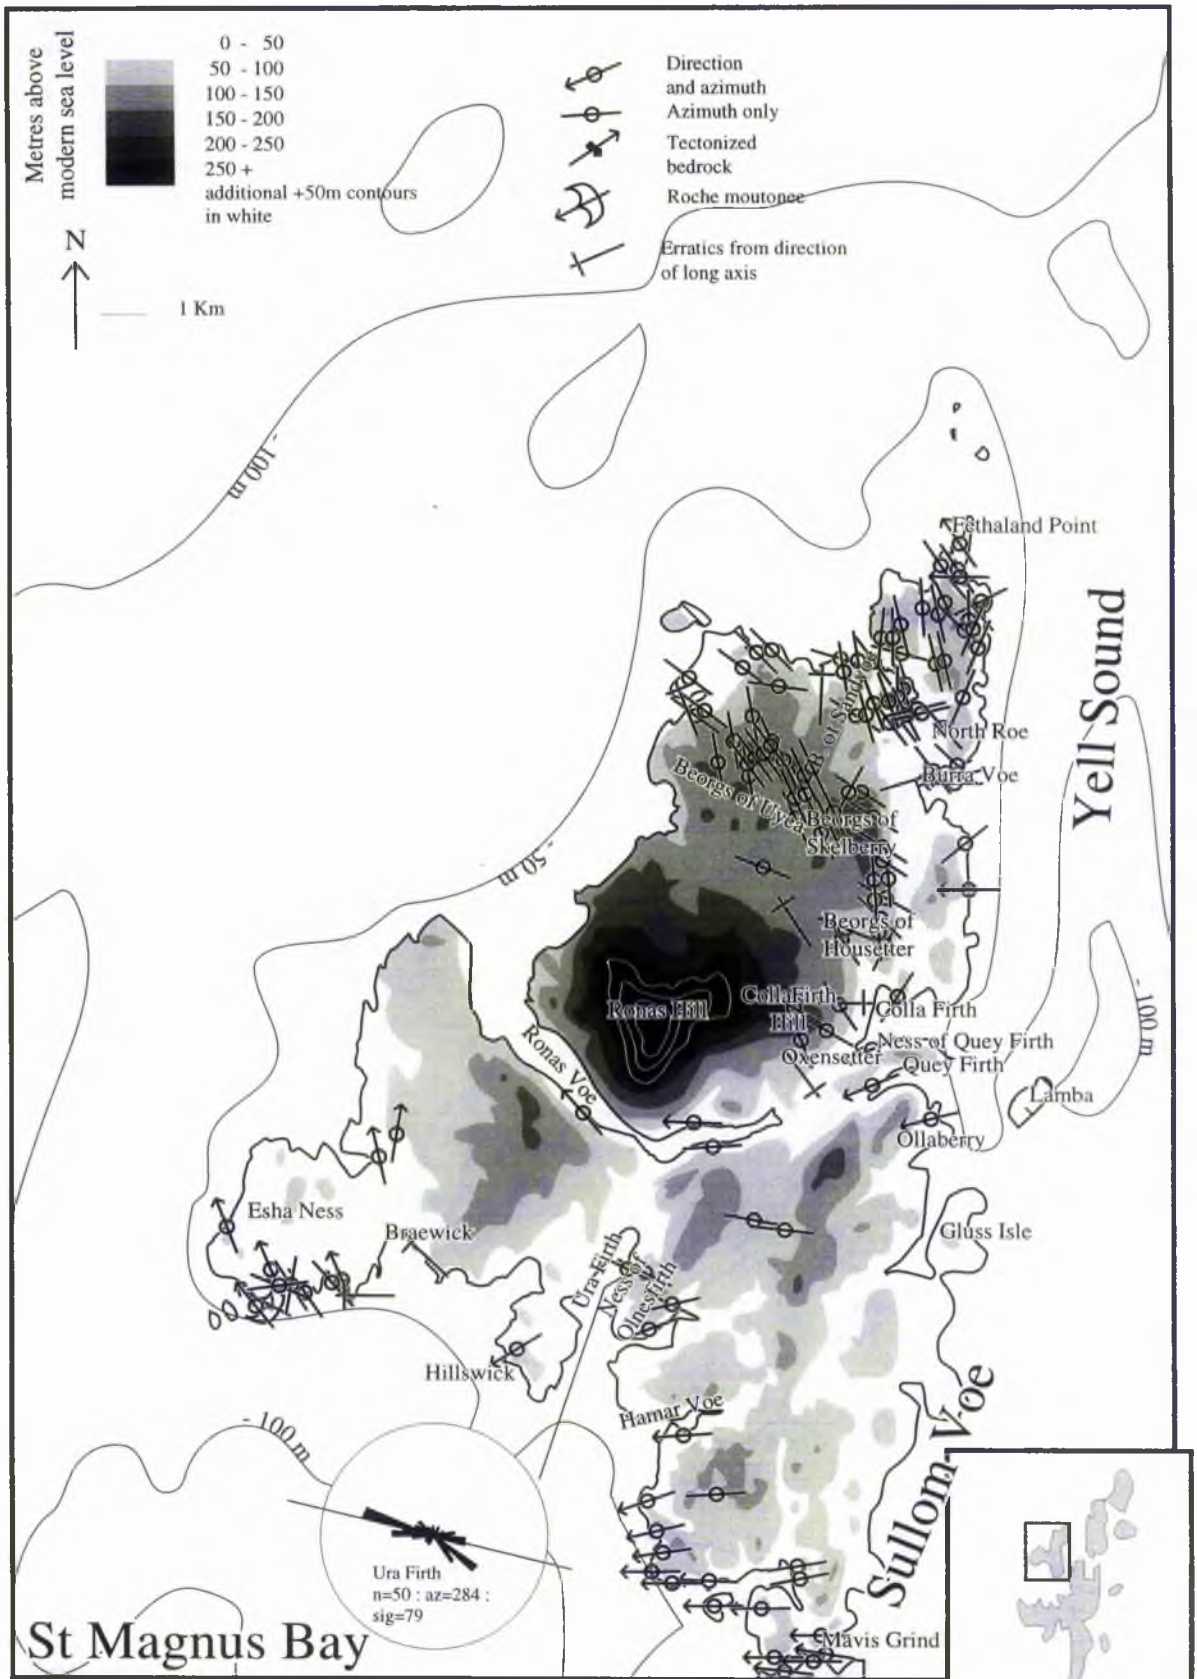 Metres above
modern sea level
0 - 50
50 - 100
100 - 150
150 - 200
200 - 250
250 +
additional +50m contours
in white
N
1 Km
Direction
and azimuth
Azimuth only
Tectonized
bedrock
Roche moutonee
Erratics from direction
of long axis
- 100 m
Fethaland Point
Yell Sound
B. of Sandvoe
North Roe
Burra Voe
Beorgs of Uyea
Beorgs of
Skelberry
- 50 m
Beorgs of
Housetter
- 100 m
Ronas Hill
Colla Firth
Hill
Colla Firth
Ness of Quey Firth
Oxensetter
Quey Firth
Ronas Voe
Lamba
Ollaberry
Esha Ness
Braewick
Gluss Isle
Ura Firth
Ness of
Olnesfirth
Hillswick
Hamar Voe
Sullom Voe
- 100 m
Ura Firth
n=50 : az=284 :
sig=79
St Magnus Bay
Mavis Grind